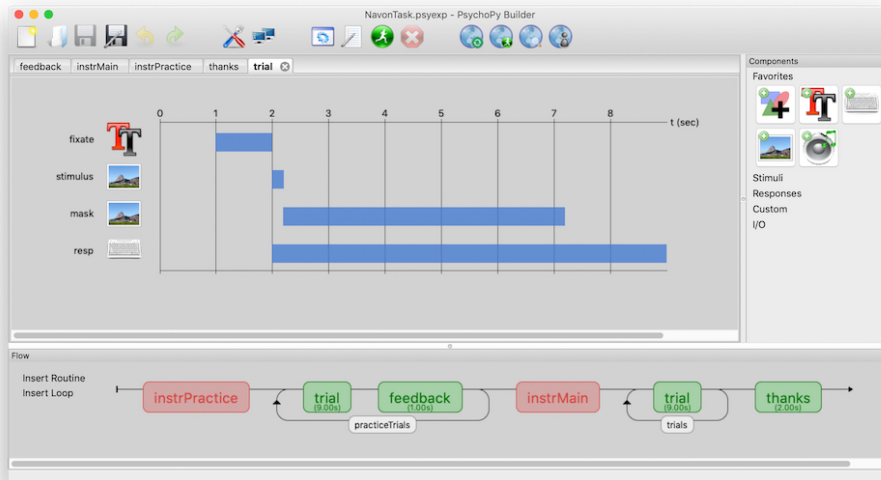 NavonTask.psyexp - PsychoPy Builder
feedback instrMain instrPractice thanks trial
Components
Favorites
Stimuli
Responses
Custom
I/O
0 1 2 3 4 5 6 7 8 t (sec)
fixate
stimulus
mask
resp
Flow
Insert Routine
Insert Loop
instrPractice trial feedback instrMain trial thanks
(9.00s) (1.00s) (9.00s) (2.00s)
practiceTrials trials